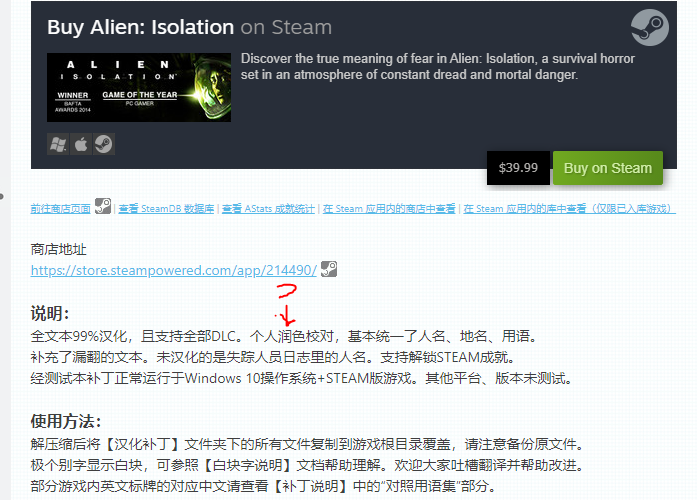 Buy Alien: Isolation on Steam
Discover the true meaning of fear in Alien: Isolation, a survival horror
set in an atmosphere of constant dread and mortal danger.
ALIEN
ISOLATION
WINNER
BAFTA
AWARDS 2014
GAME OF THE YEAR
PC GAMER
$39.99
Buy on Steam
前往商店页面 | 查看 SteamDB 数据库 | 查看 AStats 成就统计 | 在 Steam 应用内的商店中查看 | 在 Steam 应用内的库中查看（仅限已入库游戏）
商店地址
https://store.steampowered.com/app/214490/
?
说明：
全文本99%汉化，且支持全部DLC。个人润色校对，基本统一了人名、地名、用语。
补充了漏翻的文本。未汉化的是失踪人员日志里的人名。支持解锁STEAM成就。
经测试本补丁正常运行于Windows 10操作系统+STEAM版游戏。其他平台、版本未测试。
使用方法：
解压缩后将【汉化补丁】文件夹下的所有文件复制到游戏根目录覆盖，请注意备份原文件。
极个别字显示白块，可参照【白块字说明】文档帮助理解。欢迎大家吐槽翻译并帮助改进。
部分游戏内英文标牌的对应中文请查看【补丁说明】中的“对照用语集”部分。